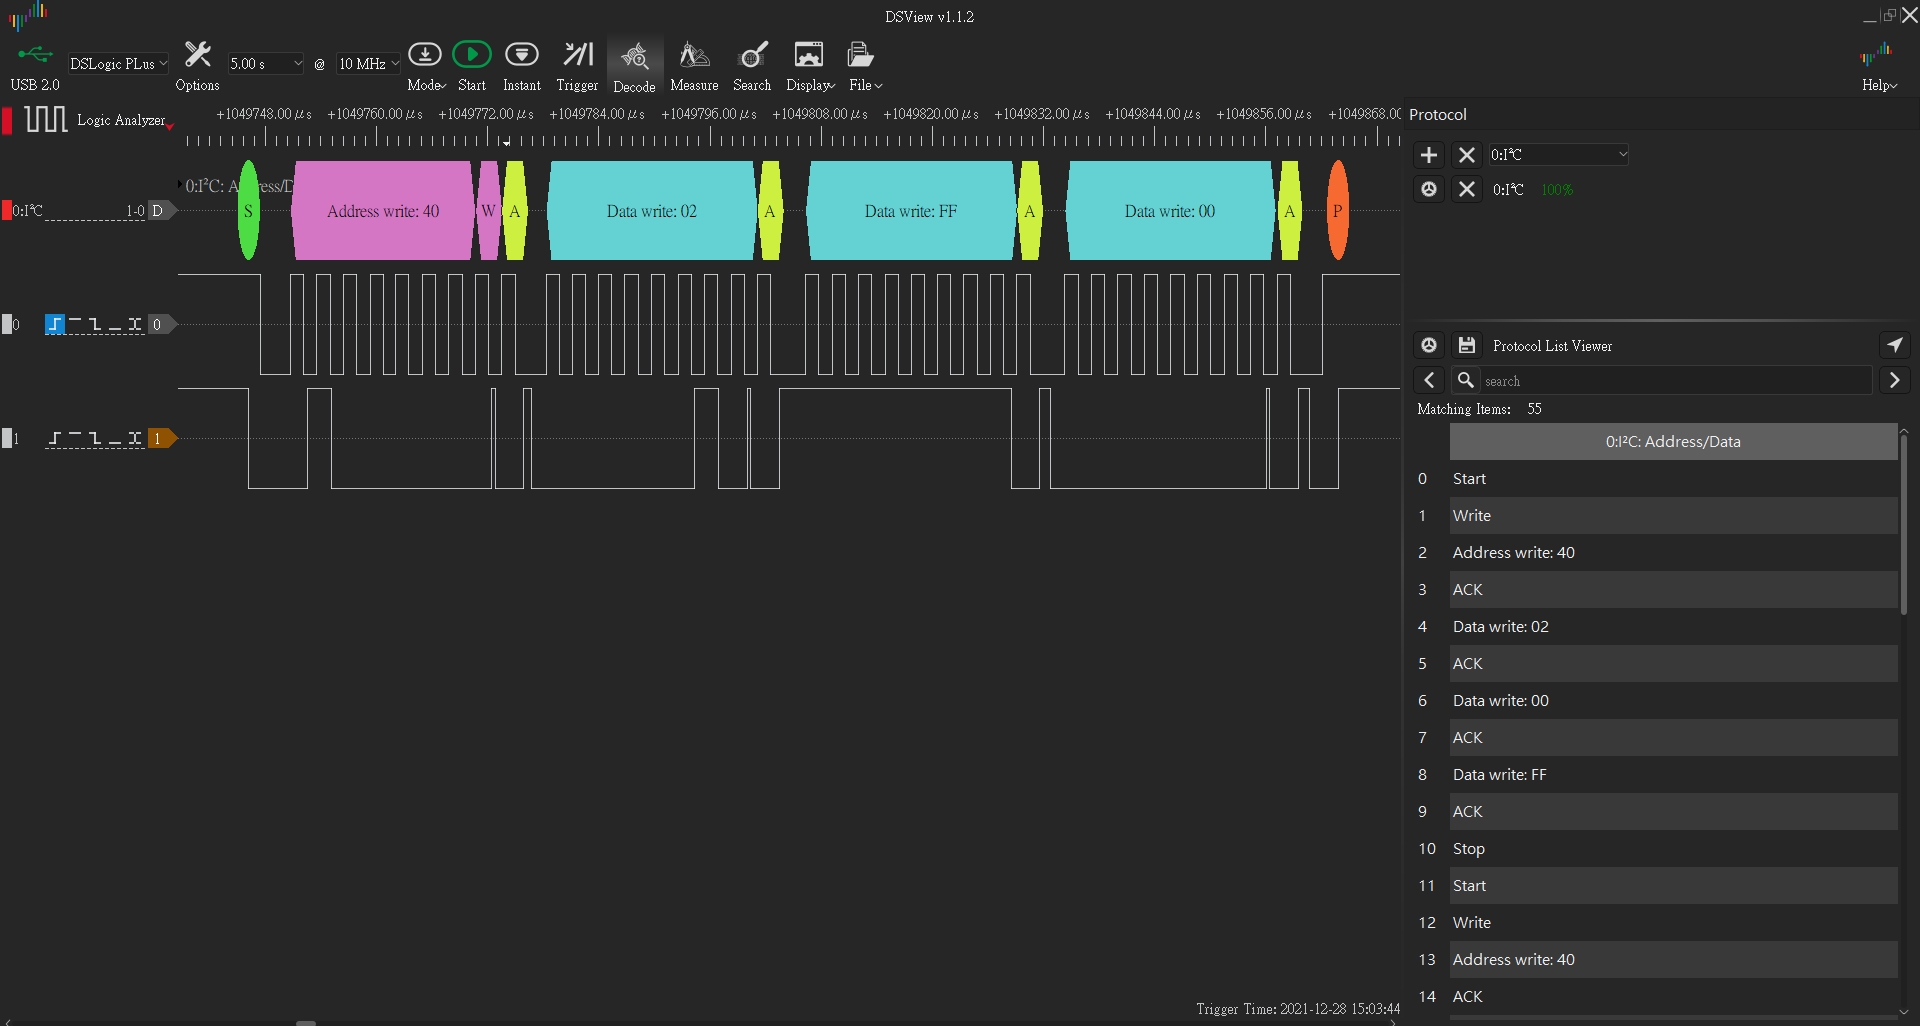 DSView v1.1.2
USB 2.0
DSLogic PLus
Options
5.00 s
@
10 MHz
Mode
Start
Instant
Trigger
Decode
Measure
Search
Display
File
Help
Logic Analyzer
+1049748.00 μs +1049760.00 μs +1049772.00 μs +1049784.00 μs +1049796.00 μs +1049808.00 μs +1049820.00 μs +1049832.00 μs +1049844.00 μs +1049856.00 μs +1049868.00
0:I²C: Address/D
0:I²C 1-0 D
S Address write: 40 W A Data write: 02 A Data write: FF A Data write: 00 A P
0 0
1 1
Trigger Time: 2021-12-28 15:03:44
Protocol
0:I²C
0:I²C 100%
Protocol List Viewer
search
Matching Items: 55
0:I²C: Address/Data
0 Start
1 Write
2 Address write: 40
3 ACK
4 Data write: 02
5 ACK
6 Data write: 00
7 ACK
8 Data write: FF
9 ACK
10 Stop
11 Start
12 Write
13 Address write: 40
14 ACK